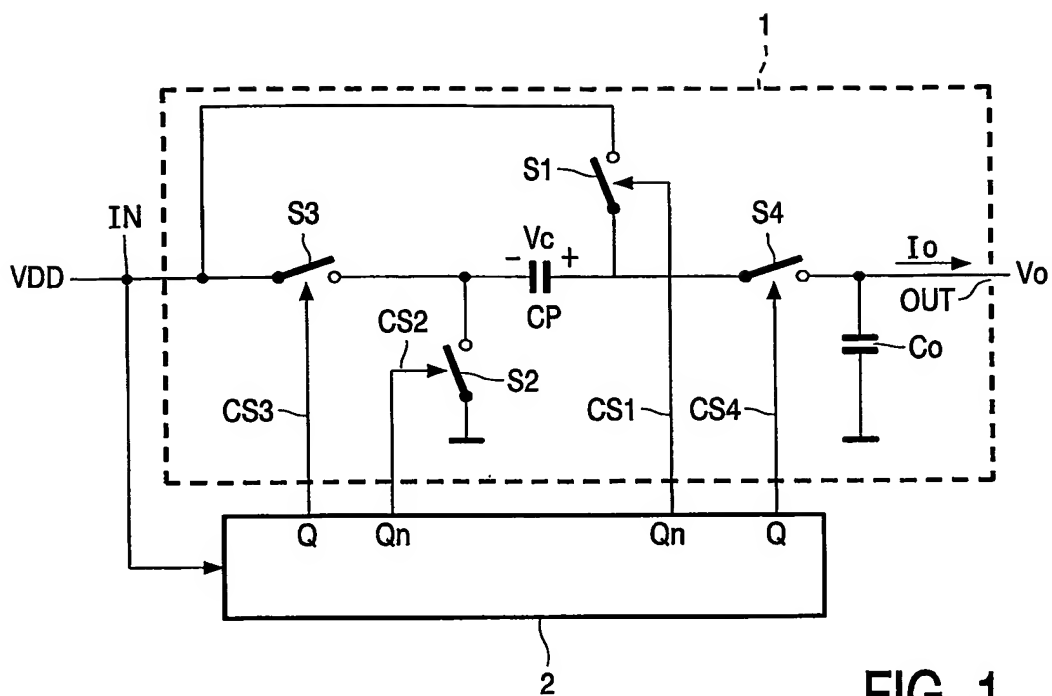 1
S1
IN
S3
Vc
S4
Io
VDD
- +
Vo
OUT
CP
CS2
Co
S2
CS3
CS1
CS4
Q
Qn
Qn
Q
2
FIG. 1